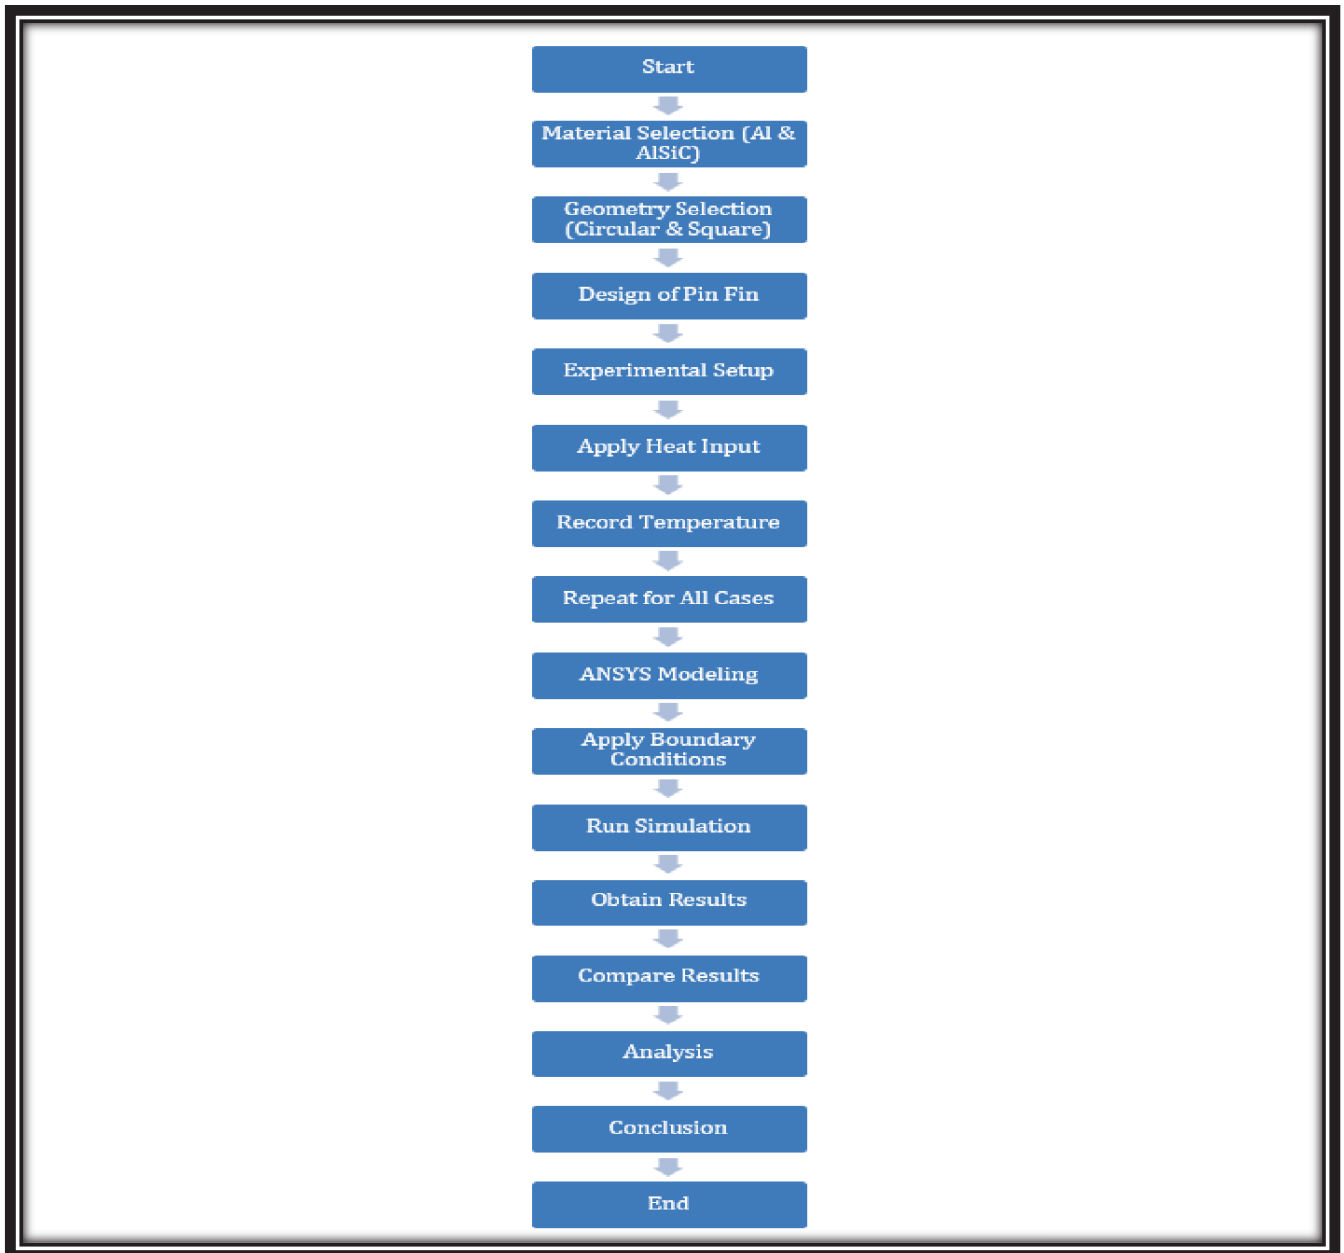 Start
Material Selection (Al &
AlSiC)
Geometry Selection
(Circular & Square)
Design of Pin Fin
Experimental Setup
Apply Heat Input
Record Temperature
Repeat for All Cases
ANSYS Modeling
Apply Boundary
Conditions
Run Simulation
Obtain Results
Compare Results
Analysis
Conclusion
End